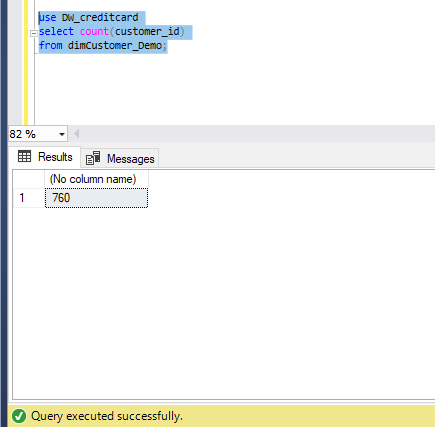 use DW_creditcard
select count(customer_id)
from dimCustomer_Demo;
82 %
Results Messages
(No column name)
1 760
Query executed successfully.